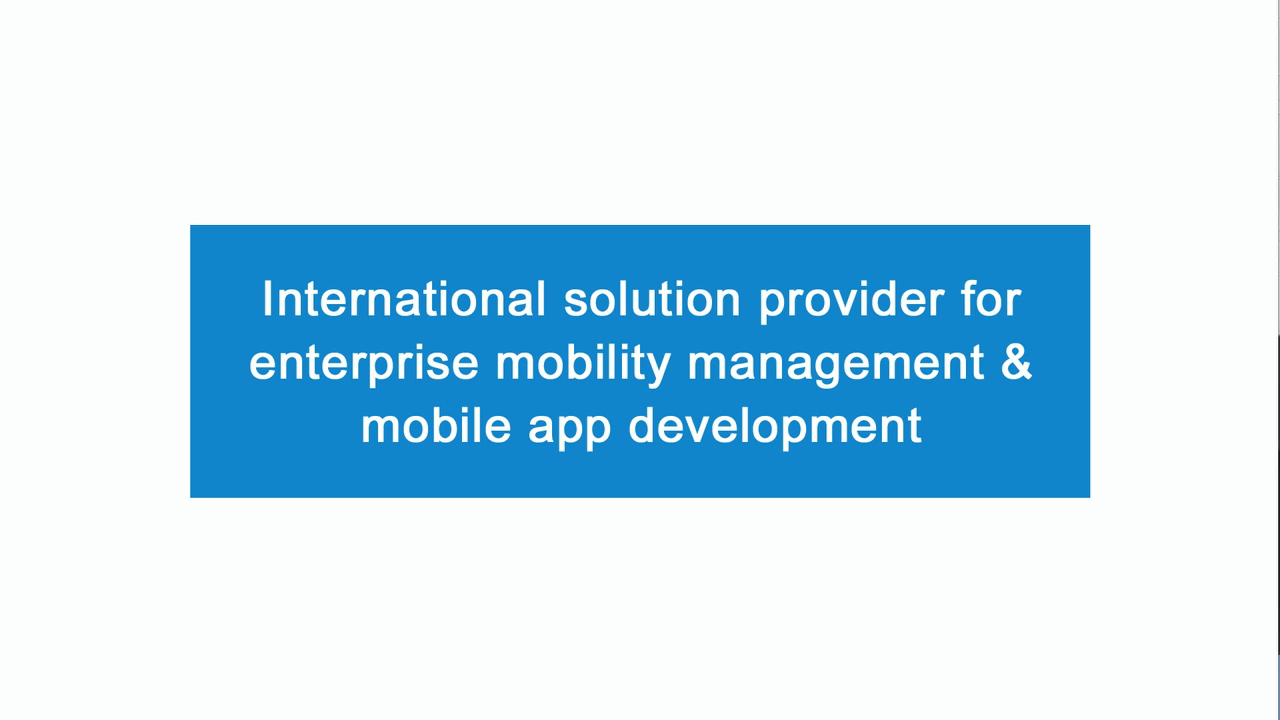 International solution provider for
enterprise mobility management &
mobile app development